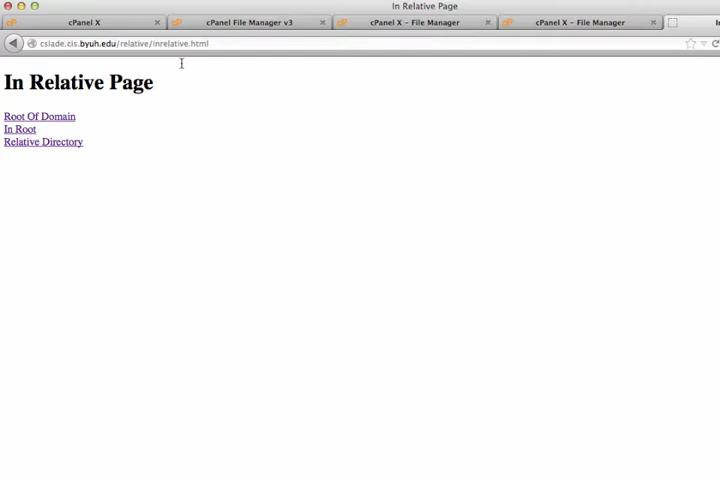 In Relative Page
cPanel X
cPanel File Manager v3
cPanel X - File Manager
cPanel X - File Manager
cslade.cis.byuh.edu/relative/inrelative.html
In Relative Page
Root Of Domain
In Root
Relative Directory